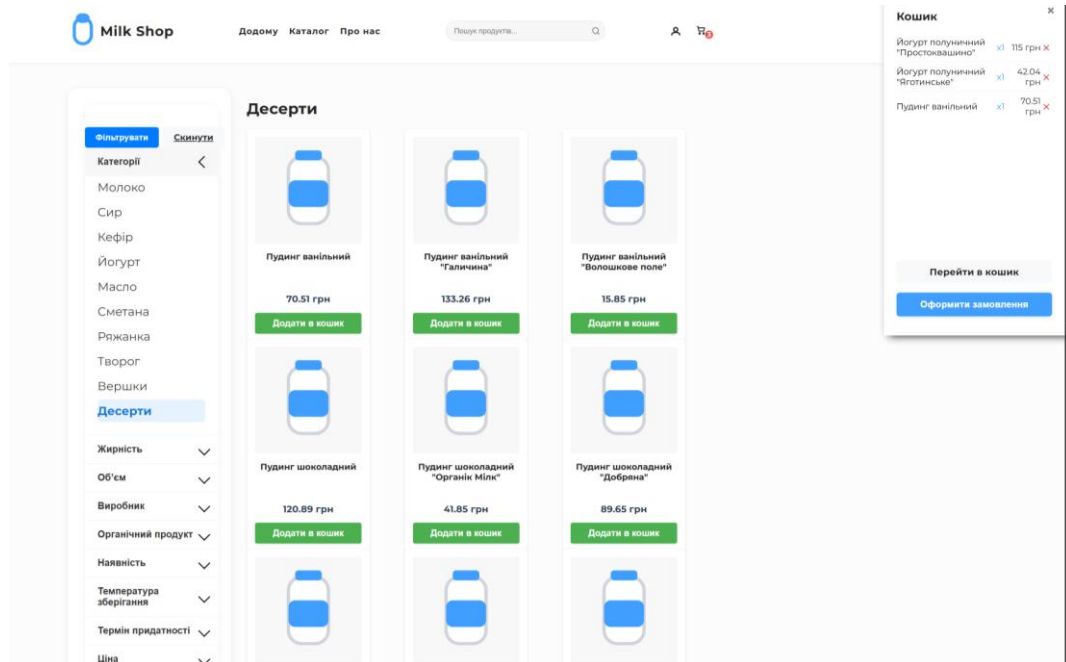 Milk Shop
Додому Каталог Про нас
Пошук продуктів...
3
Фільтрувати Скинути
Категорії
Молоко
Сир
Кефір
Йогурт
Масло
Сметана
Ряжанка
Творог
Вершки
Десерти
Жирність
Об'єм
Виробник
Органічний продукт
Наявність
Температура
зберігання
Термін придатності
Ціна
Десерти
Пудинг ванільний
70.51 грн
Додати в кошик
Пудинг ванільний
"Галичина"
133.26 грн
Додати в кошик
Пудинг ванільний
"Волошкове поле"
15.85 грн
Додати в кошик
Пудинг шоколадний
120.89 грн
Додати в кошик
Пудинг шоколадний
"Органік Мілк"
41.85 грн
Додати в кошик
Пудинг шоколадний
"Добряна"
89.65 грн
Додати в кошик
Кошик
Йогурт полуничний
"Простоквашино"
x1 115 грн
Йогурт полуничний
"Яготинське"
x1 42.04
грн
Пудинг ванільний
x1 70.51
грн
Перейти в кошик
Оформити замовлення